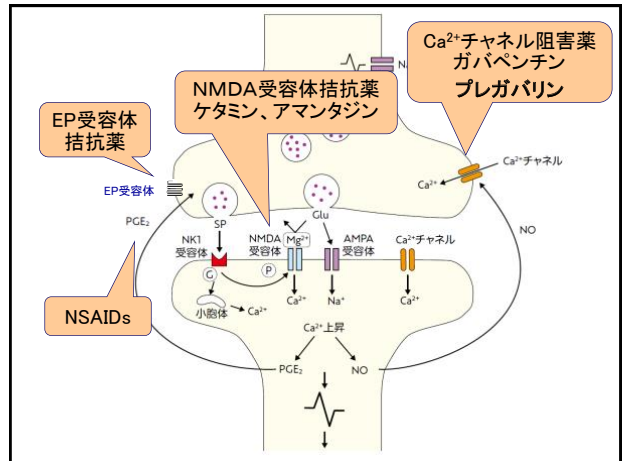 Ca²⁺チャネル阻害薬
ガバペンチン
プレガバリン
NMDA受容体拮抗薬
ケタミン、アマンタジン
EP受容体
拮抗薬
Ca²⁺チャネル
Ca²⁺
EP受容体
PGE₂
SP
Glu
NO
NK1
受容体
NMDA
受容体
Mg²⁺
AMPA
受容体
Ca²⁺チャネル
G
P
小胞体
Ca²⁺
Ca²⁺
Na⁺
Ca²⁺
NSAIDs
Ca²⁺上昇
PGE₂
NO